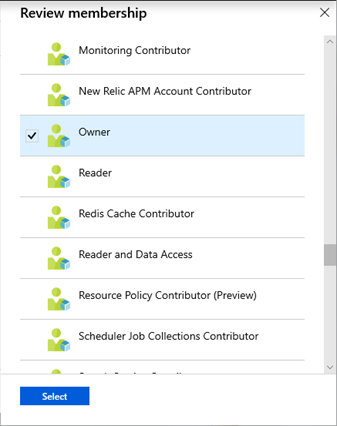 Review membership
Monitoring Contributor
New Relic APM Account Contributor
Owner
Reader
Redis Cache Contributor
Reader and Data Access
Resource Policy Contributor (Preview)
Scheduler Job Collections Contributor
Select